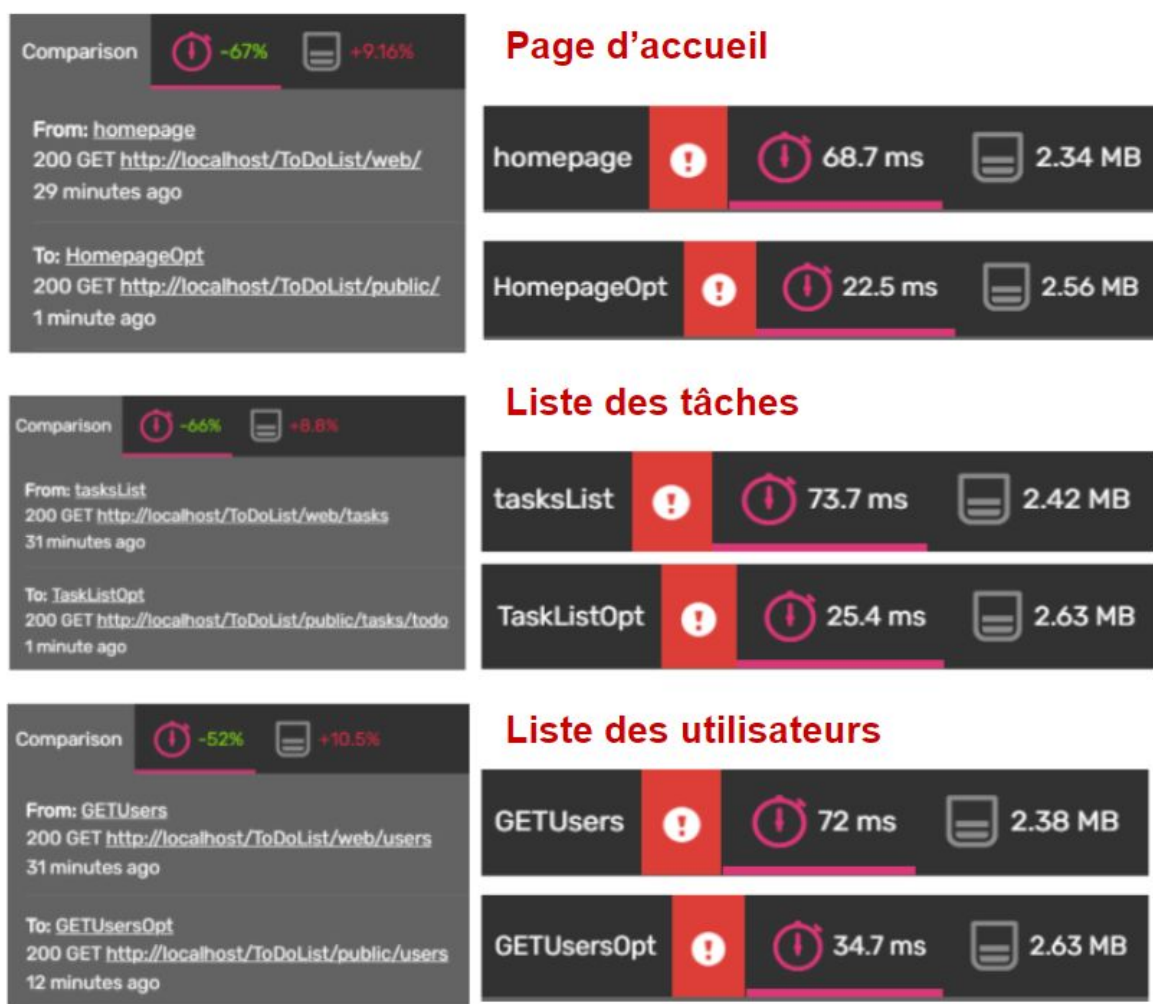 Page d'accueil
Comparison -67% +9.16%
From: homepage
200 GET http://localhost/ToDoList/web/
29 minutes ago
To: HomepageOpt
200 GET http://localhost/ToDoList/public/
1 minute ago
homepage ! 68.7 ms 2.34 MB
HomepageOpt ! 22.5 ms 2.56 MB
Liste des tâches
Comparison -66% +8.8%
From: tasksList
200 GET http://localhost/ToDoList/web/tasks
31 minutes ago
To: TaskListOpt
200 GET http://localhost/ToDoList/public/tasks/todo
1 minute ago
tasksList ! 73.7 ms 2.42 MB
TaskListOpt ! 25.4 ms 2.63 MB
Liste des utilisateurs
Comparison -52% +10.5%
From: GETUsers
200 GET http://localhost/ToDoList/web/users
31 minutes ago
To: GETUsersOpt
200 GET http://localhost/ToDoList/public/users
12 minutes ago
GETUsers ! 72 ms 2.38 MB
GETUsersOpt ! 34.7 ms 2.63 MB